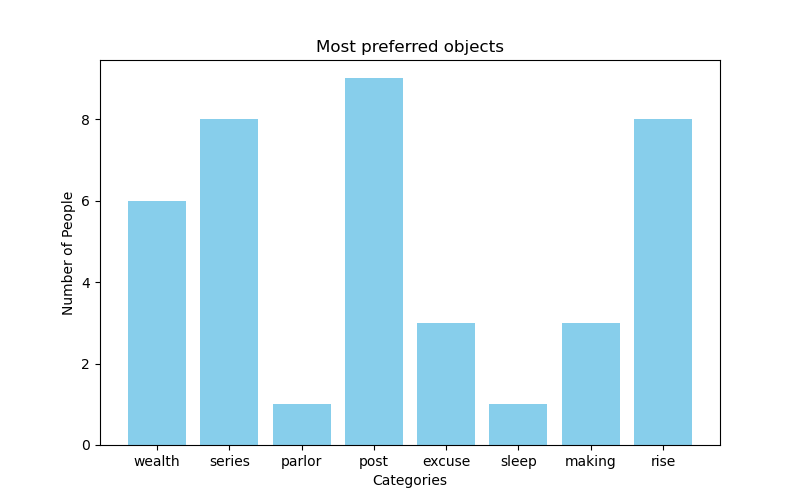 Most preferred objects
Number of People
8
6
4
2
0
wealth series parlor post excuse sleep making rise
Categories